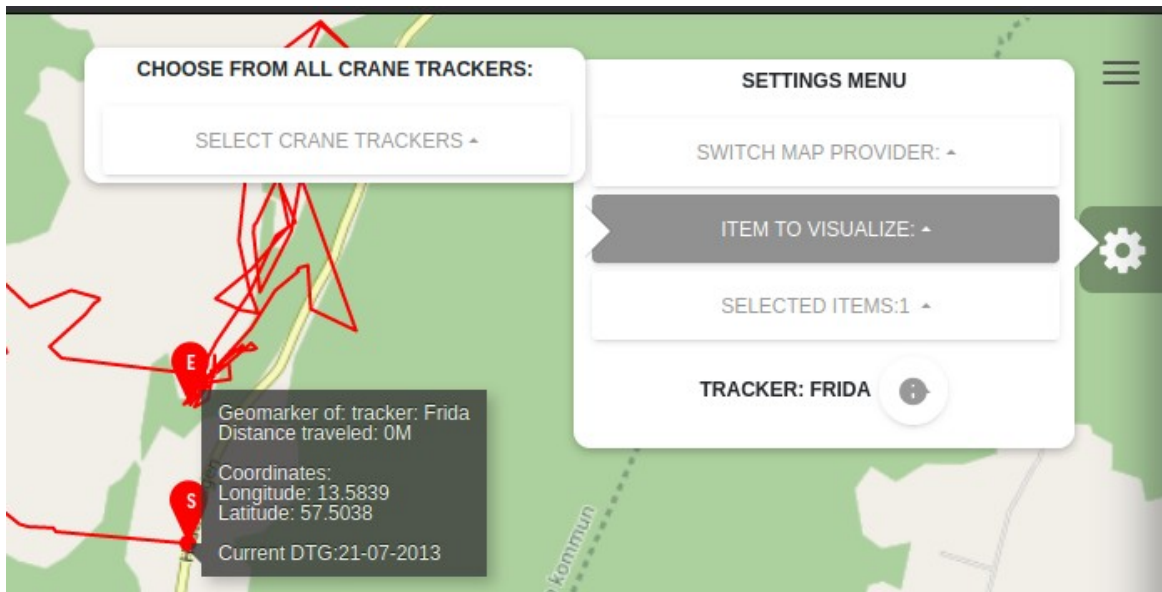 CHOOSE FROM ALL CRANE TRACKERS:
SELECT CRANE TRACKERS
SETTINGS MENU
SWITCH MAP PROVIDER:
ITEM TO VISUALIZE:
SELECTED ITEMS:1
TRACKER: FRIDA
E
Geomarker of: tracker: Frida
Distance traveled: 0M
Coordinates:
Longitude: 13.5839
Latitude: 57.5038
Current DTG:21-07-2013
S
kommun